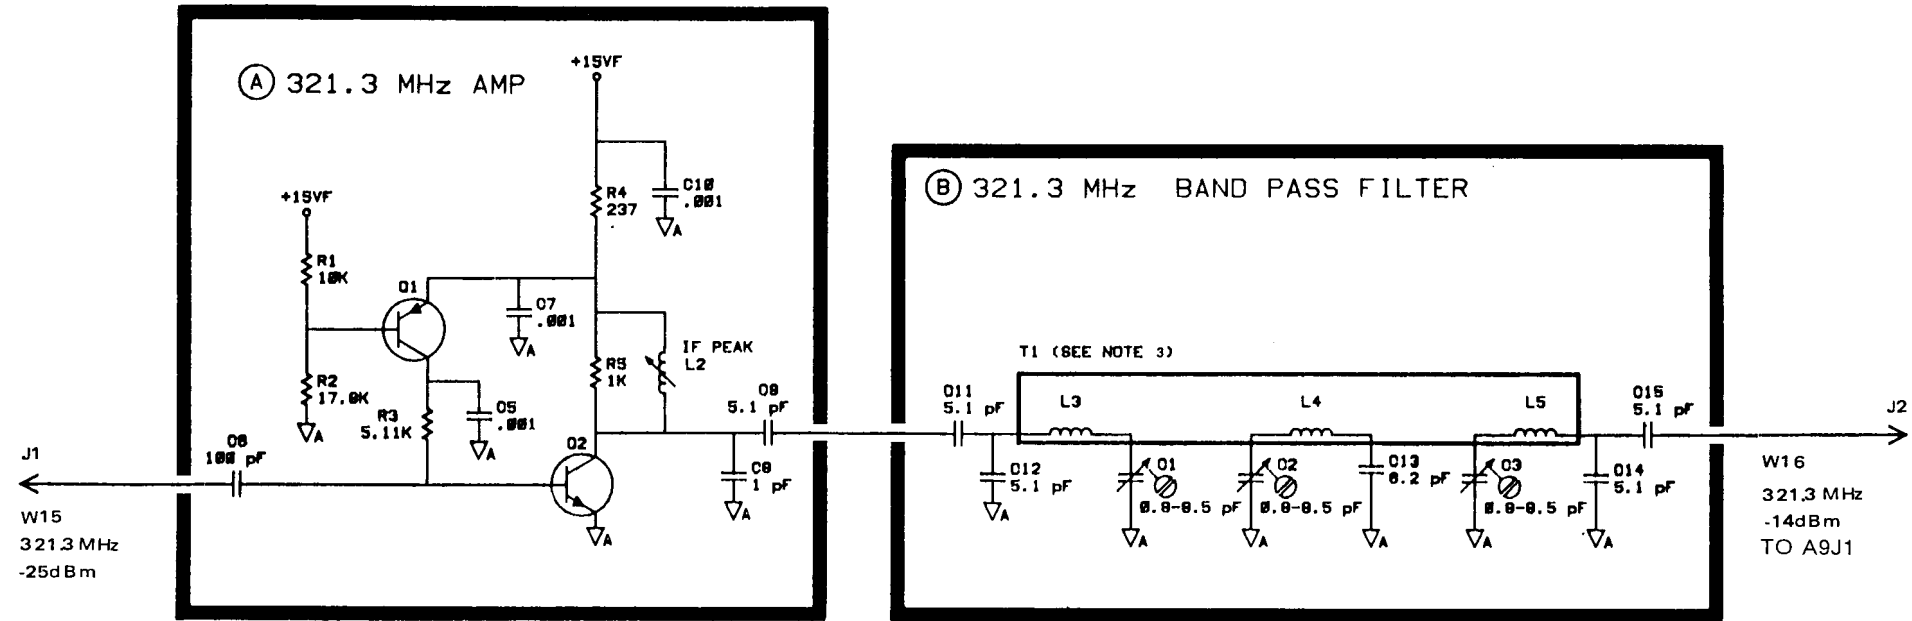 A 321.3 MHz AMP
+15VF
+15VF
R4
237
C10
.001
A
R1
10K
Q1
C7
.001
A
R5
1K
IF PEAK
L2
R2
17.8K
A
R3
5.11K
C5
.001
A
C9
5.1 pF
Q2
C8
1 pF
A
A
J1
C6
100 pF
W15
321.3 MHz
-25dBm
B 321.3 MHz BAND PASS FILTER
T1 (SEE NOTE 3)
C11
5.1 pF
L3
L4
L5
C15
5.1 pF
J2
C12
5.1 pF
A
C1
0.8-8.5 pF
A
C2
0.8-8.5 pF
A
C13
8.2 pF
A
C3
0.8-8.5 pF
A
C14
5.1 pF
A
W16
321.3 MHz
-14dBm
TO A9J1